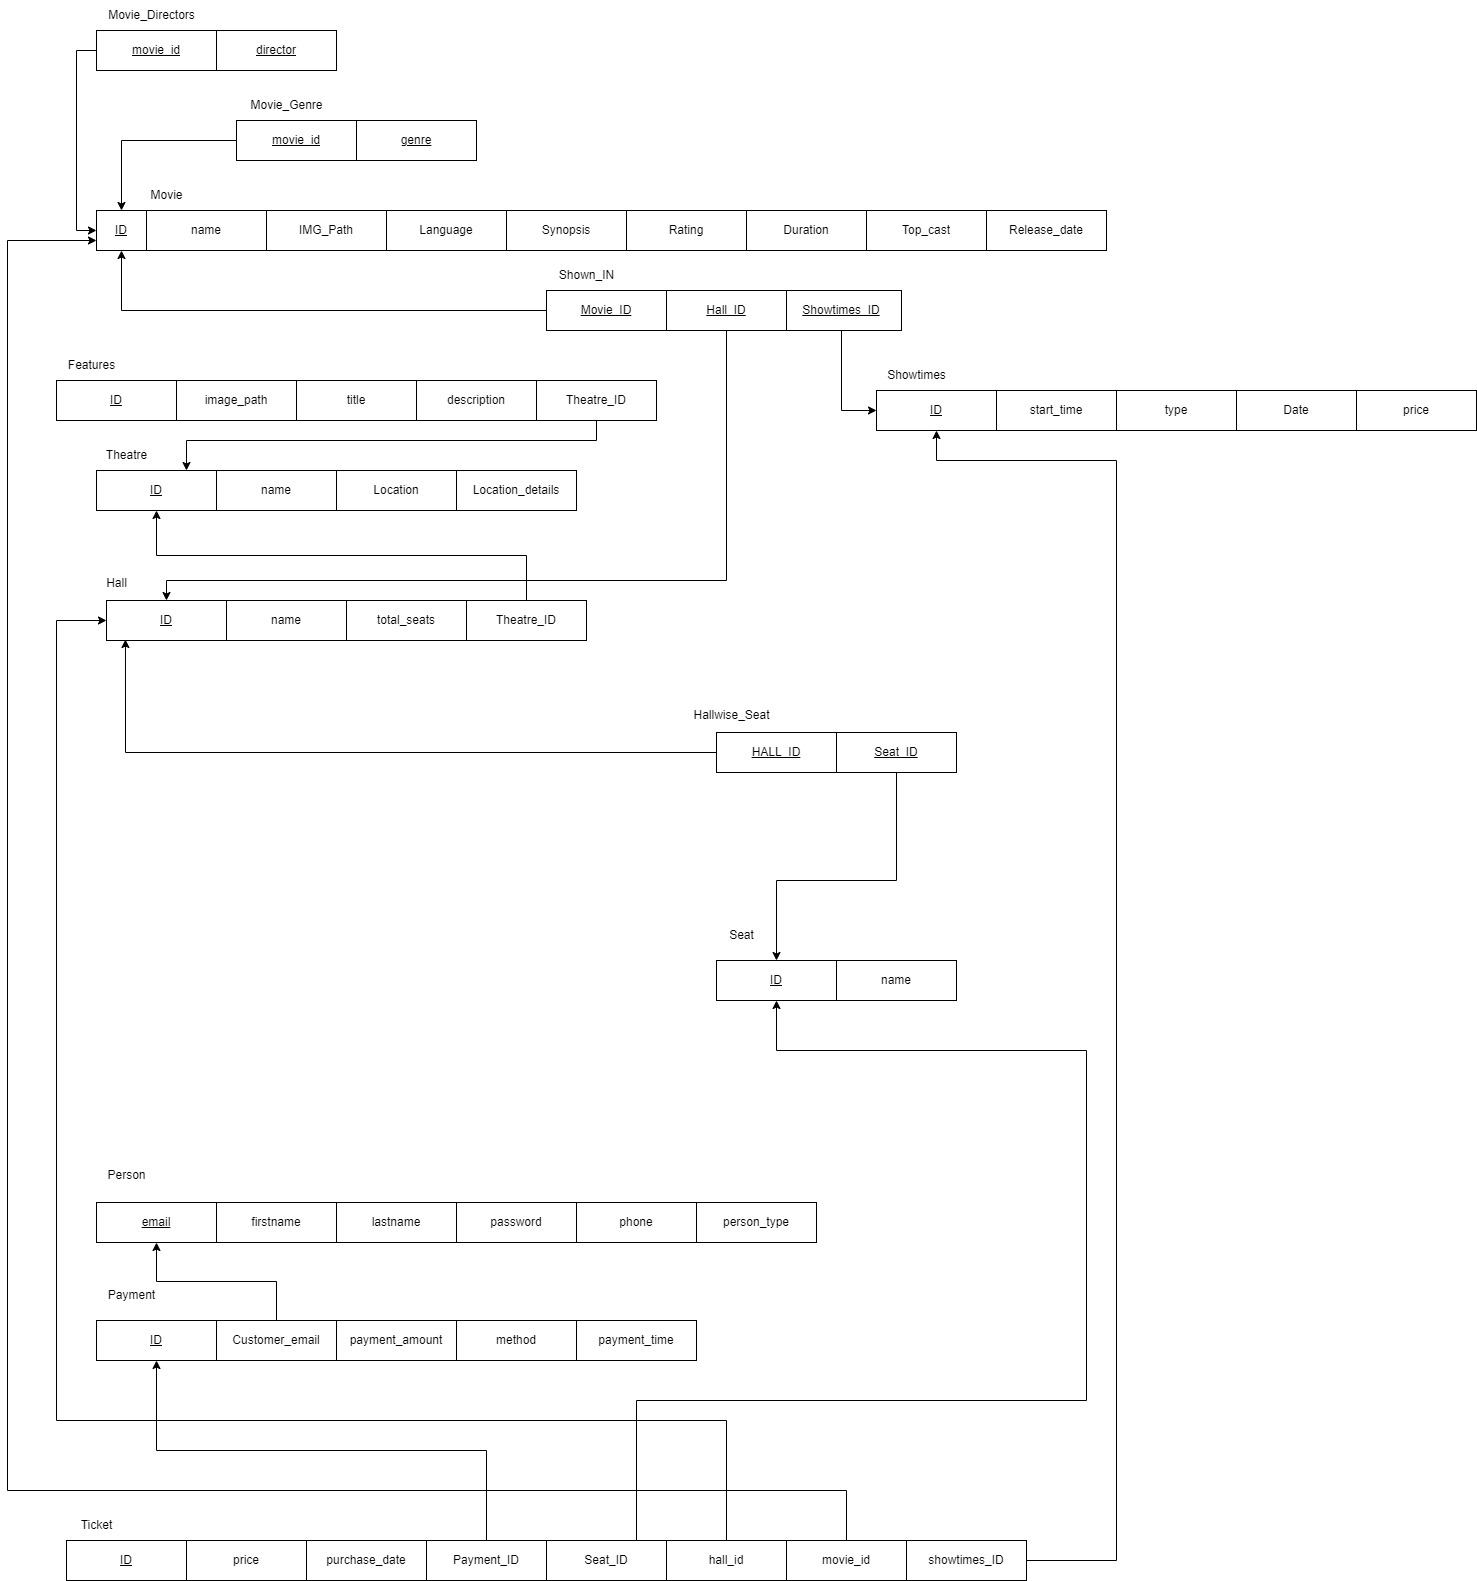 Movie_Directors
movie_id director
Movie_Genre
movie_id genre
Movie
ID name IMG_Path Language Synopsis Rating Duration Top_cast Release_date
Shown_IN
Movie_ID Hall_ID Showtimes_ID
Features
ID image_path title description Theatre_ID
Showtimes
ID start_time type Date price
Theatre
ID name Location Location_details
Hall
ID name total_seats Theatre_ID
Hallwise_Seat
HALL_ID Seat_ID
Seat
ID name
Person
email firstname lastname password phone person_type
Payment
ID Customer_email payment_amount method payment_time
Ticket
ID price purchase_date Payment_ID Seat_ID hall_id movie_id showtimes_ID